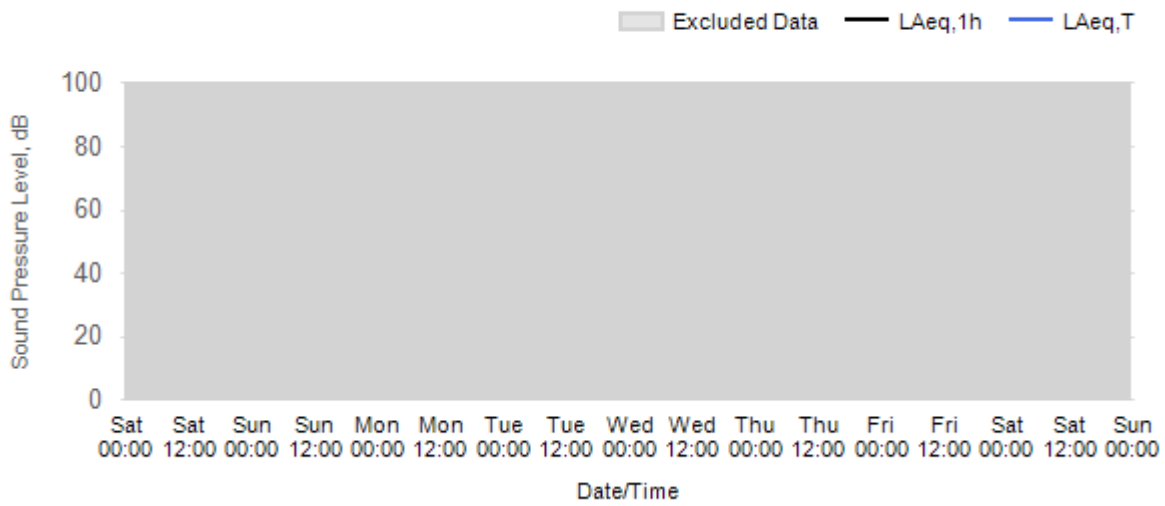 Excluded Data LAeq,1h LAeq,T
100
80
60
40
20
0
Sound Pressure Level, dB
Sat Sat Sun Sun Mon Mon Tue Tue Wed Wed Thu Thu Fri Fri Sat Sat Sun
00:00 12:00 00:00 12:00 00:00 12:00 00:00 12:00 00:00 12:00 00:00 12:00 00:00 12:00 00:00 12:00 00:00
Date/Time